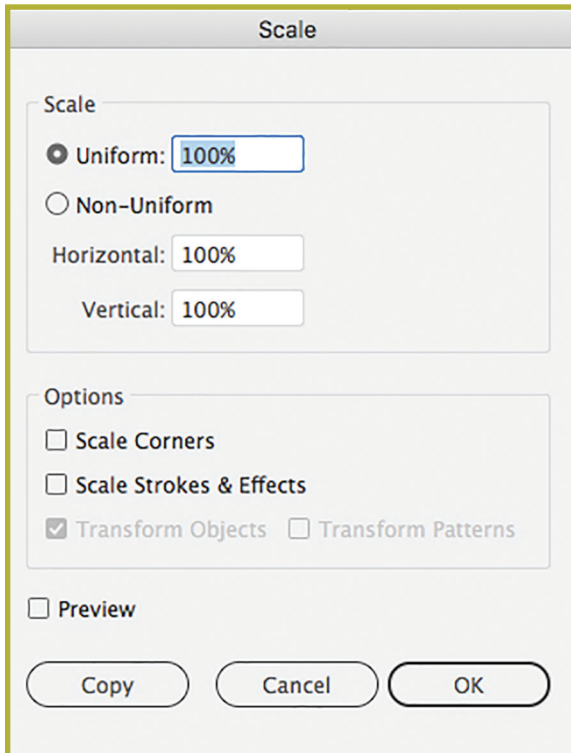 Scale
Scale
Uniform: 100%
Non-Uniform
Horizontal: 100%
Vertical: 100%
Options
Scale Corners
Scale Strokes & Effects
Transform Objects Transform Patterns
Preview
Copy Cancel OK